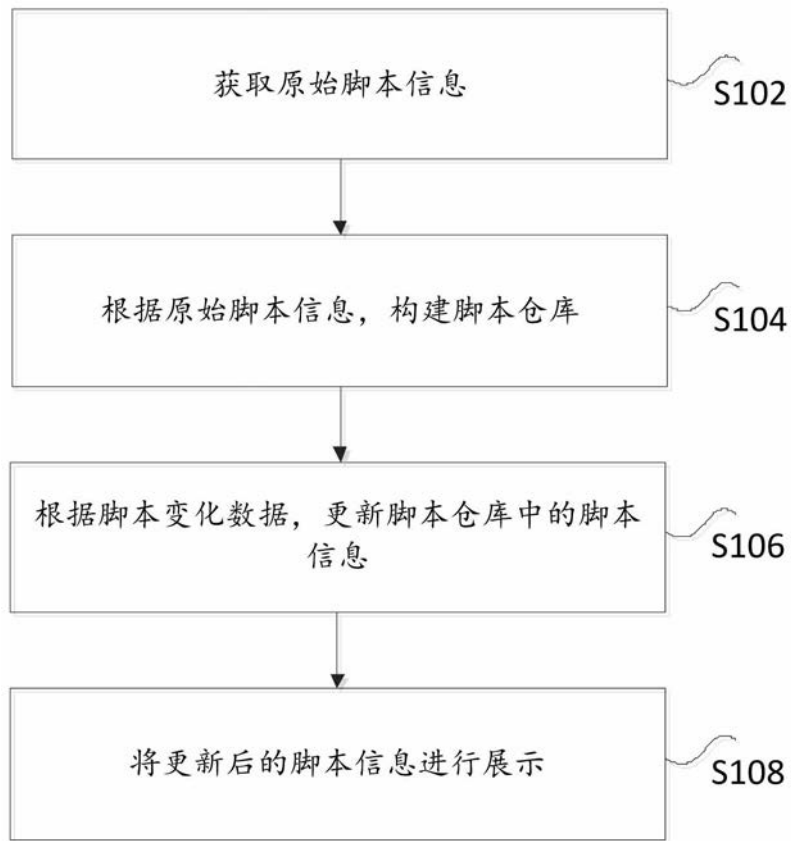 获取原始脚本信息
S102
根据原始脚本信息，构建脚本仓库
S104
根据脚本变化数据，更新脚本仓库中的脚本
信息
S106
将更新后的脚本信息进行展示
S108